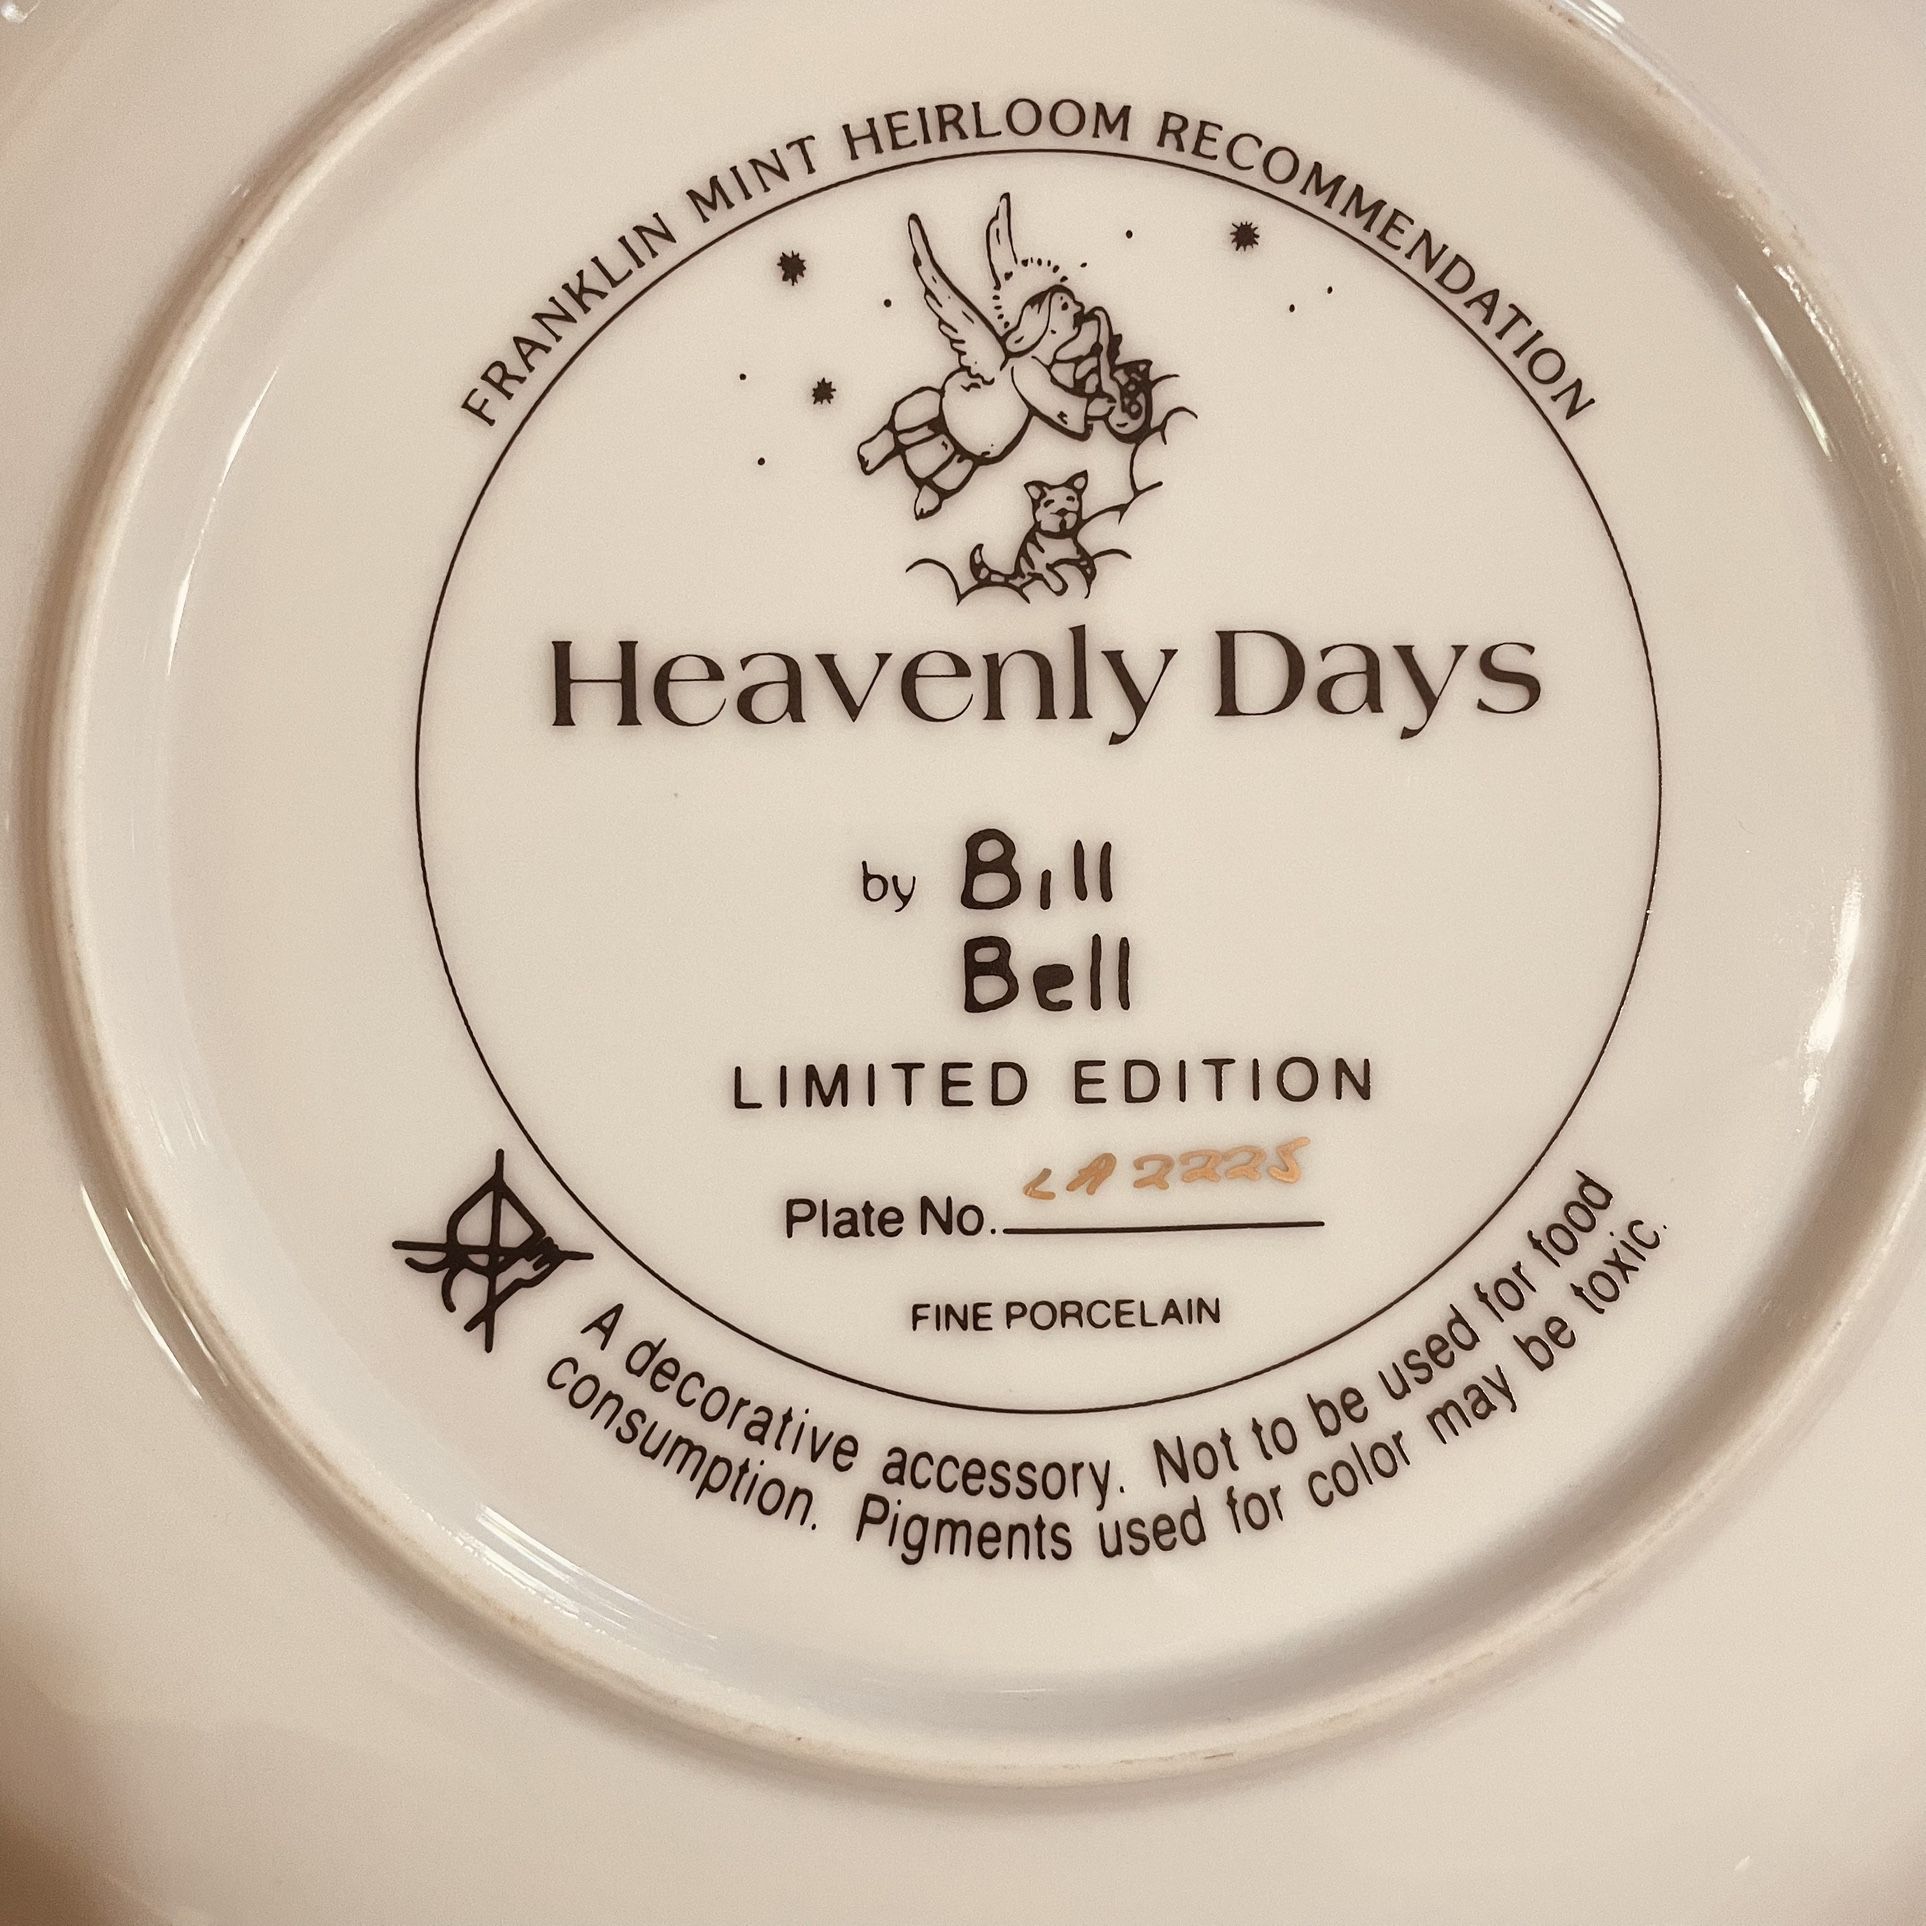 FRANKLIN MINT HEIRLOOM RECOMMENDATION
Heavenly Days
by Bill
Bell
LIMITED EDITION
Plate No. LA2225
FINE PORCELAIN
A decorative accessory. Not to be used for food
consumption. Pigments used for color may be toxic.